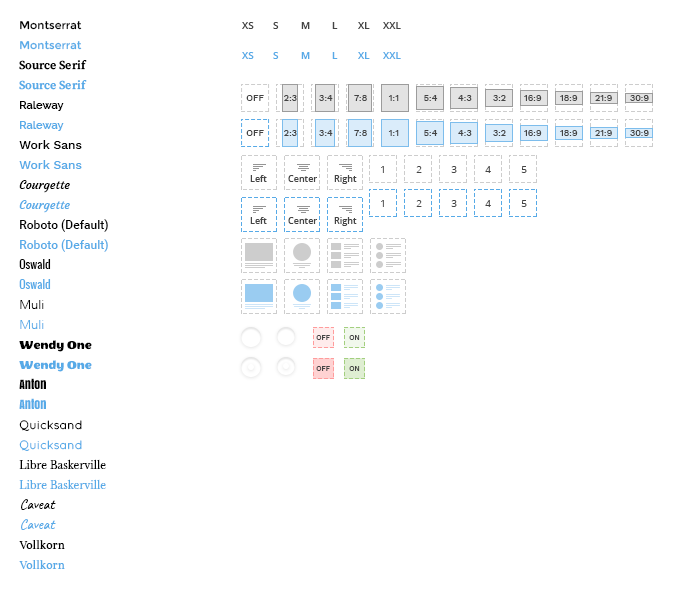 Montserrat
Montserrat
Source Serif
Source Serif
Raleway
Raleway
Work Sans
Work Sans
Courgette
Courgette
Roboto (Default)
Roboto (Default)
Oswald
Oswald
Muli
Muli
Wendy One
Wendy One
Anton
Anton
Quicksand
Quicksand
Libre Baskerville
Libre Baskerville
Caveat
Caveat
Vollkorn
Vollkorn
XS S M L XL XXL
XS S M L XL XXL
OFF 2:3 3:4 7:8 1:1 5:4 4:3 3:2 16:9 18:9 21:9 30:9
OFF 2:3 3:4 7:8 1:1 5:4 4:3 3:2 16:9 18:9 21:9 30:9
Left Center Right 1 2 3 4 5
Left Center Right 1 2 3 4 5
OFF ON
OFF ON